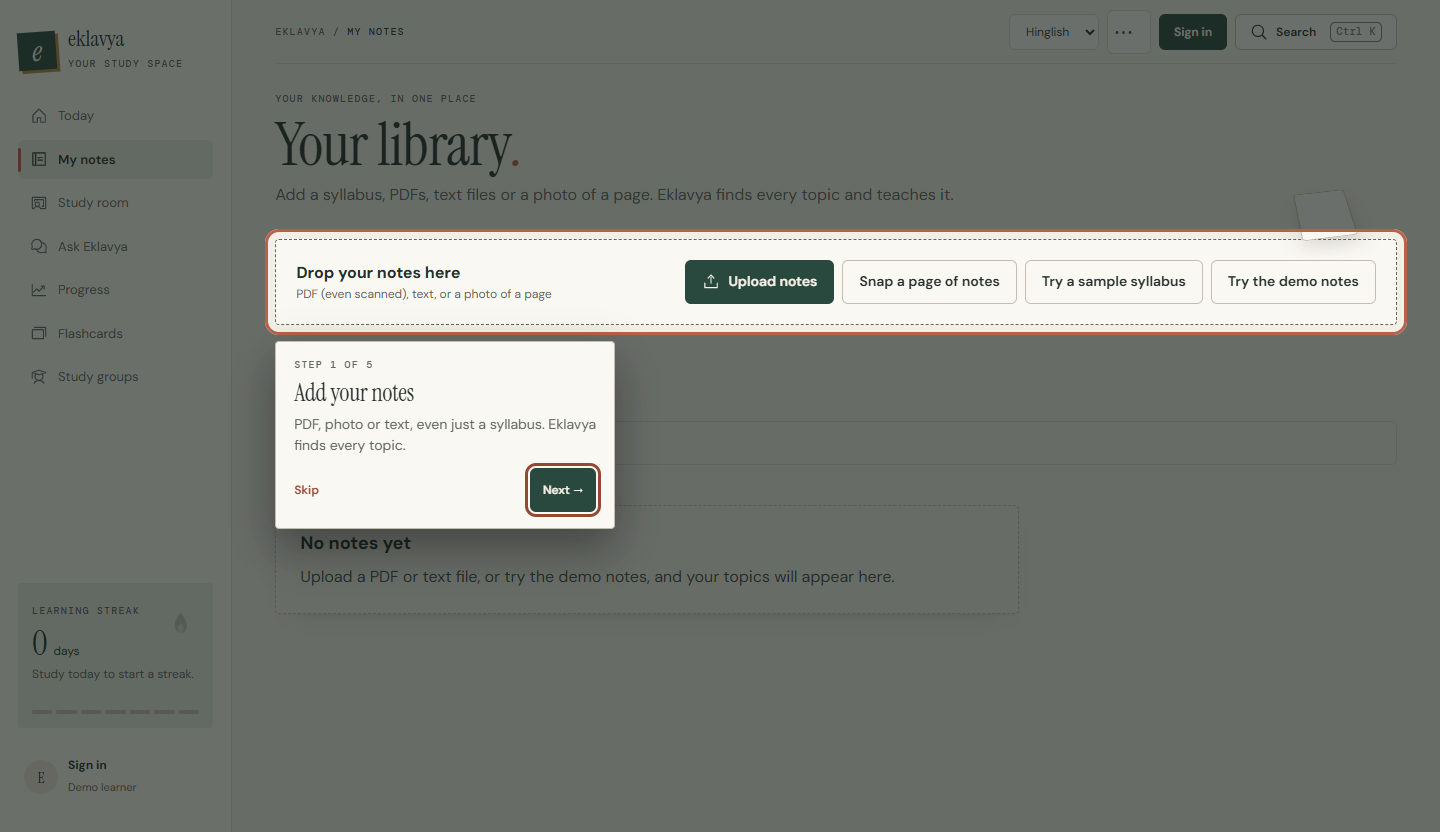 e
eklavya
YOUR STUDY SPACE
Today
My notes
Study room
Ask Eklavya
Progress
Flashcards
Study groups
LEARNING STREAK
0 days
Study today to start a streak.
E
Sign in
Demo learner
EKLAVYA / MY NOTES
Hinglish
Sign in
Search
Ctrl K
YOUR KNOWLEDGE, IN ONE PLACE
Your library.
Add a syllabus, PDFs, text files or a photo of a page. Eklavya finds every topic and teaches it.
Drop your notes here
PDF (even scanned), text, or a photo of a page
Upload notes
Snap a page of notes
Try a sample syllabus
Try the demo notes
STEP 1 OF 5
Add your notes
PDF, photo or text, even just a syllabus. Eklavya
finds every topic.
Skip
Next →
No notes yet
Upload a PDF or text file, or try the demo notes, and your topics will appear here.